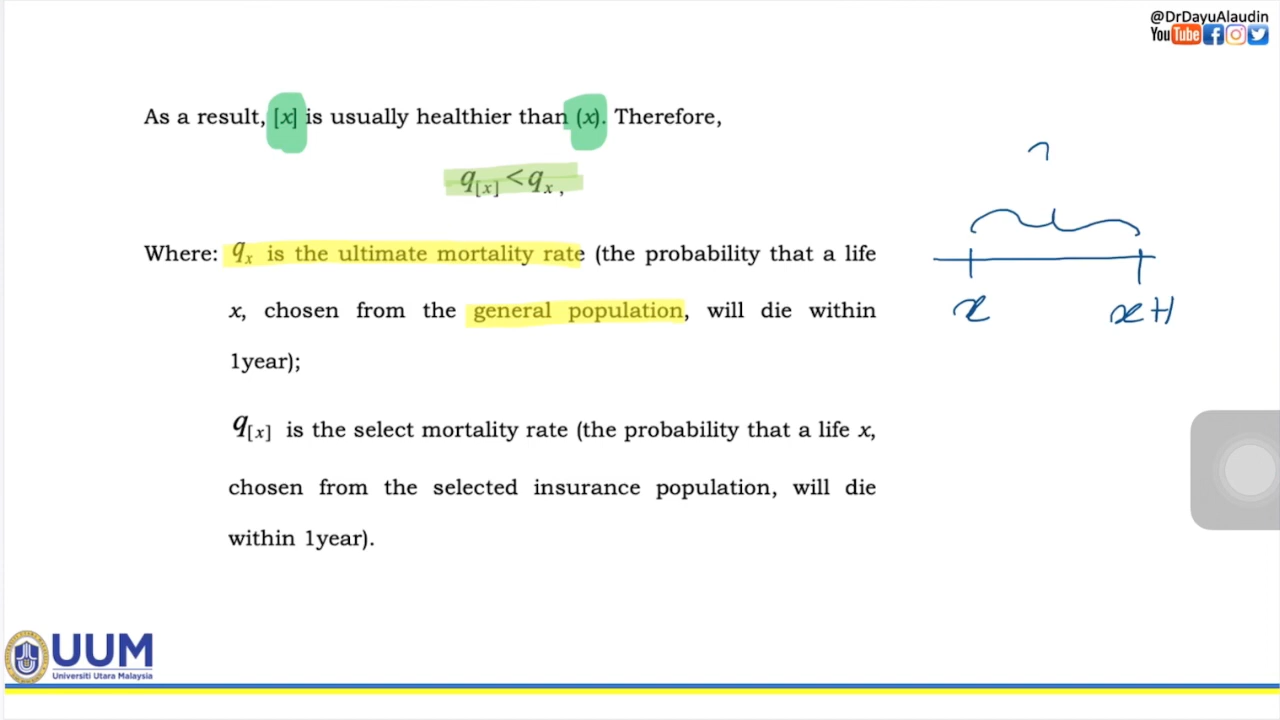 @DrDayuAlaudin
YouTube
As a result, [x] is usually healthier than (x). Therefore,
q[x] < qx,
Where: qx is the ultimate mortality rate (the probability that a life
x, chosen from the general population, will die within
1year);
q[x] is the select mortality rate (the probability that a life x,
chosen from the selected insurance population, will die
within 1year).
x x+1
UUM
Universiti Utara Malaysia